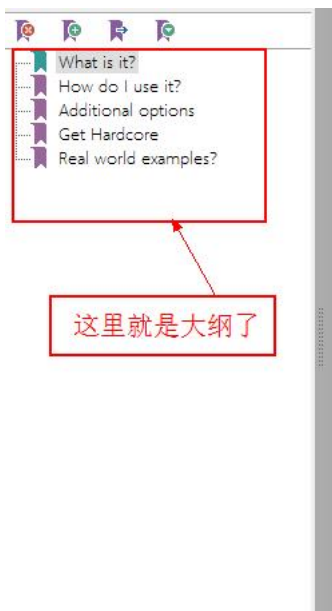 What is it?
How do I use it?
Additional options
Get Hardcore
Real world examples?
这里就是大纲了